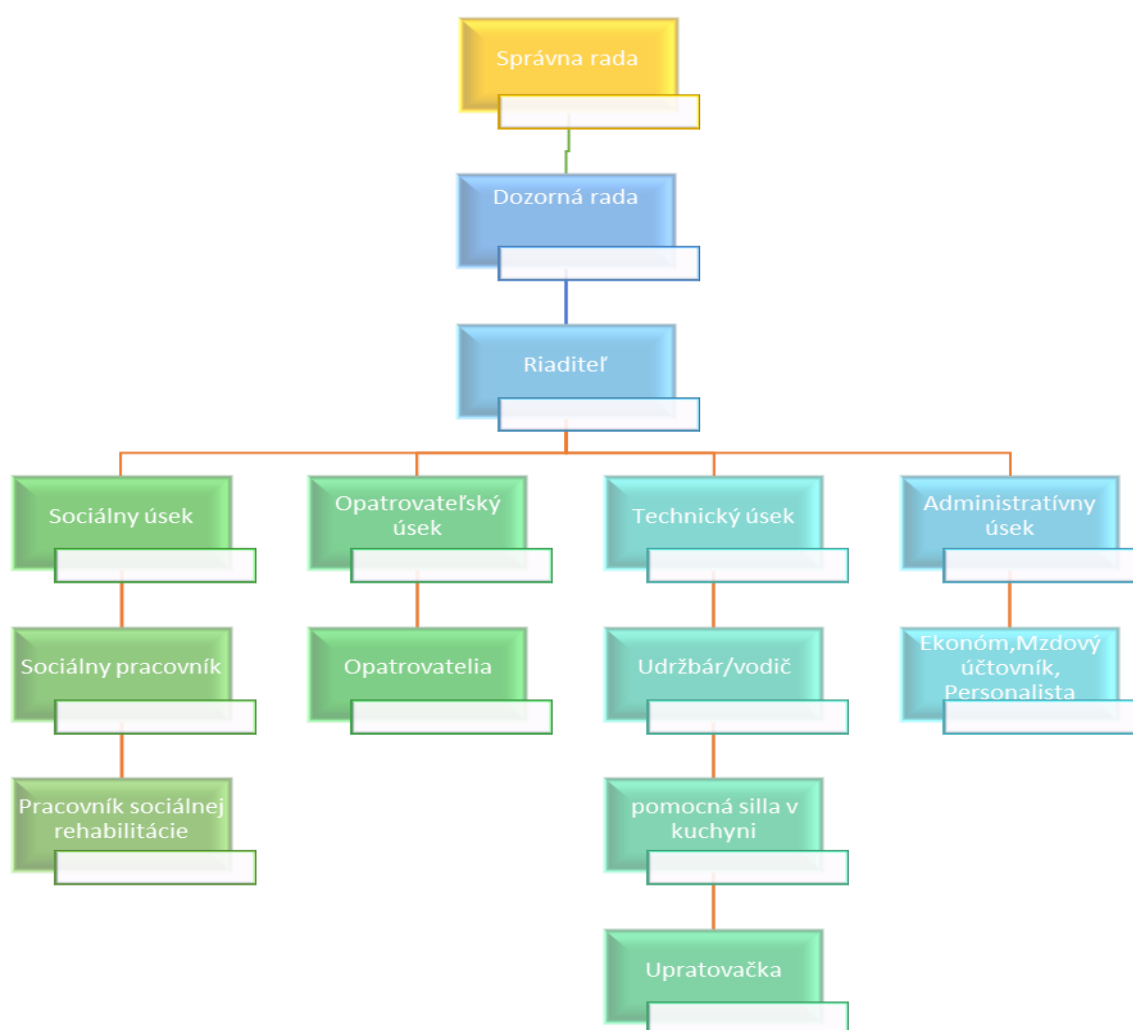 Správna rada
Dozorná rada
Riaditeľ
Sociálny úsek
Opatrovateľský
úsek
Technický úsek
Administratívny
úsek
Sociálny pracovník
Opatrovatelia
Udržbár/vodič
Ekonóm,Mzdový
účtovník,
Personalista
Pracovník sociálnej
rehabilitácie
pomocná silla v
kuchyni
Upratovačka